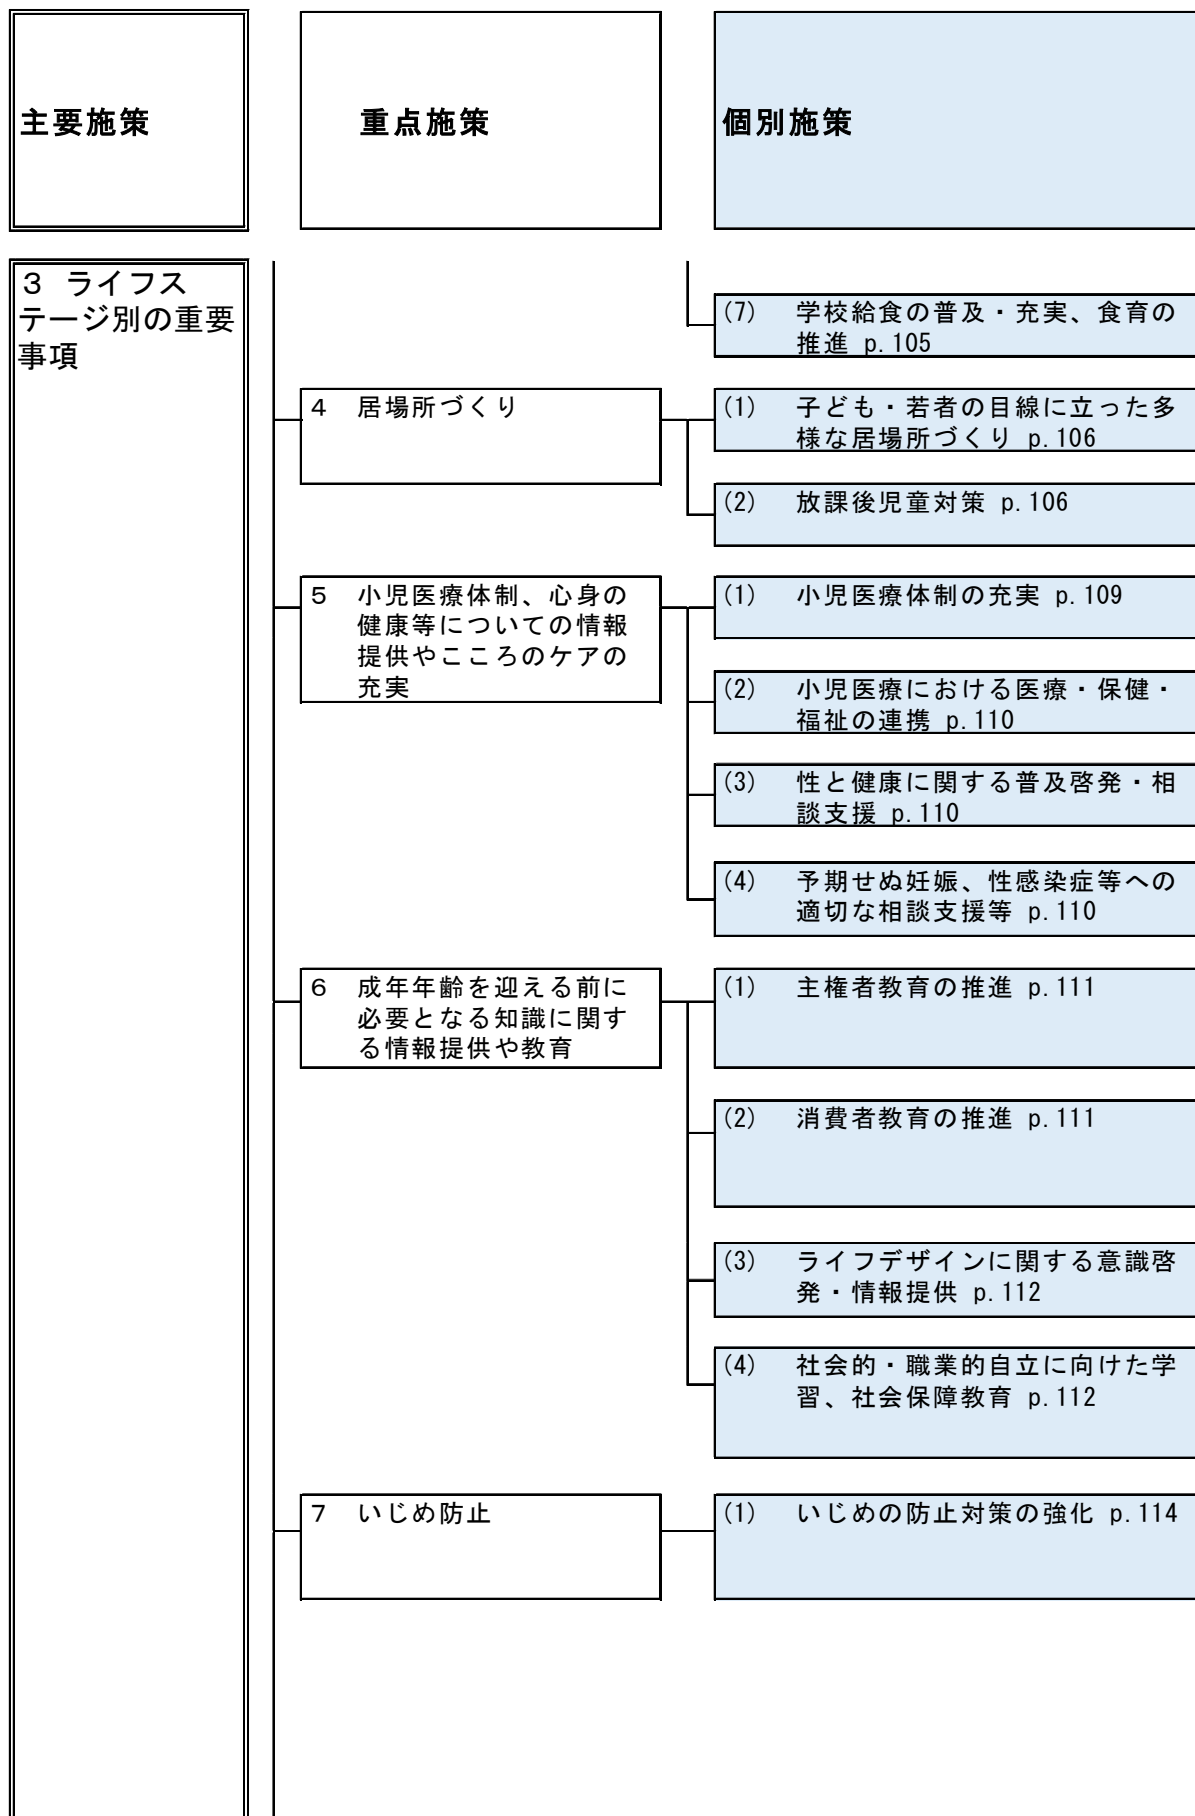 主要施策
重点施策
個別施策
３ ライフス
テージ別の重要
事項
(7) 学校給食の普及・充実、食育の
推進 p.105
４ 居場所づくり
(1) 子ども・若者の目線に立った多
様な居場所づくり p.106
(2) 放課後児童対策 p.106
５ 小児医療体制、心身の
健康等についての情報
提供やこころのケアの
充実
(1) 小児医療体制の充実 p.109
(2) 小児医療における医療・保健・
福祉の連携 p.110
(3) 性と健康に関する普及啓発・相
談支援 p.110
(4) 予期せぬ妊娠、性感染症等への
適切な相談支援等 p.110
６ 成年年齢を迎える前に
必要となる知識に関す
る情報提供や教育
(1) 主権者教育の推進 p.111
(2) 消費者教育の推進 p.111
(3) ライフデザインに関する意識啓
発・情報提供 p.112
(4) 社会的・職業的自立に向けた学
習、社会保障教育 p.112
７ いじめ防止
(1) いじめの防止対策の強化 p.114